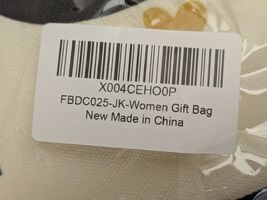 X004CEHO0P
FBDC025-JK-Women Gift Bag
New Made in China